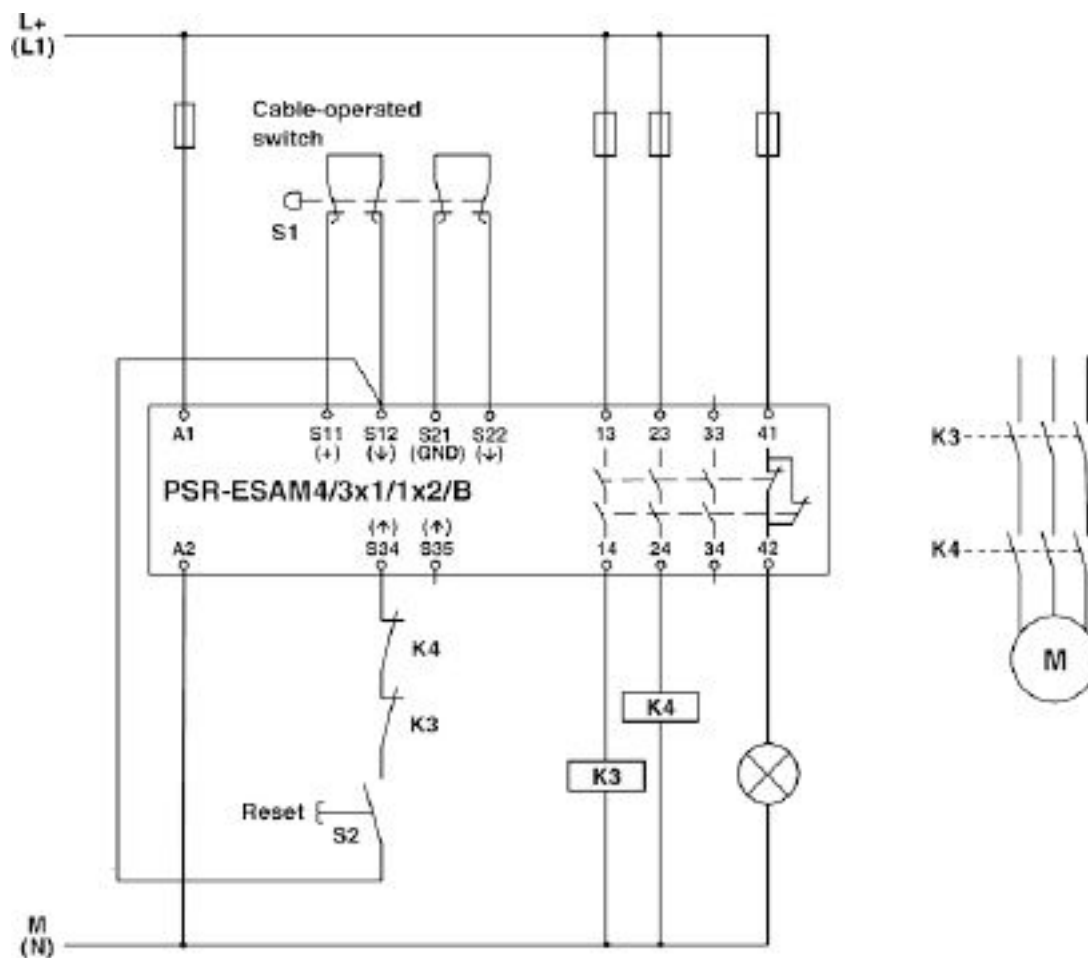 L+
(L1)
Cable-operated
switch
S1
A1 S11 S12 S21 S22 13 23 33 41
(+) (↓) (GND) (↓)
PSR-ESAM4/3x1/1x2/B
(↑) (↑)
A2 S34 S35 14 24 34 42
K4
K3
Reset
S2
K4
K3
M
(N)
K3
K4
M